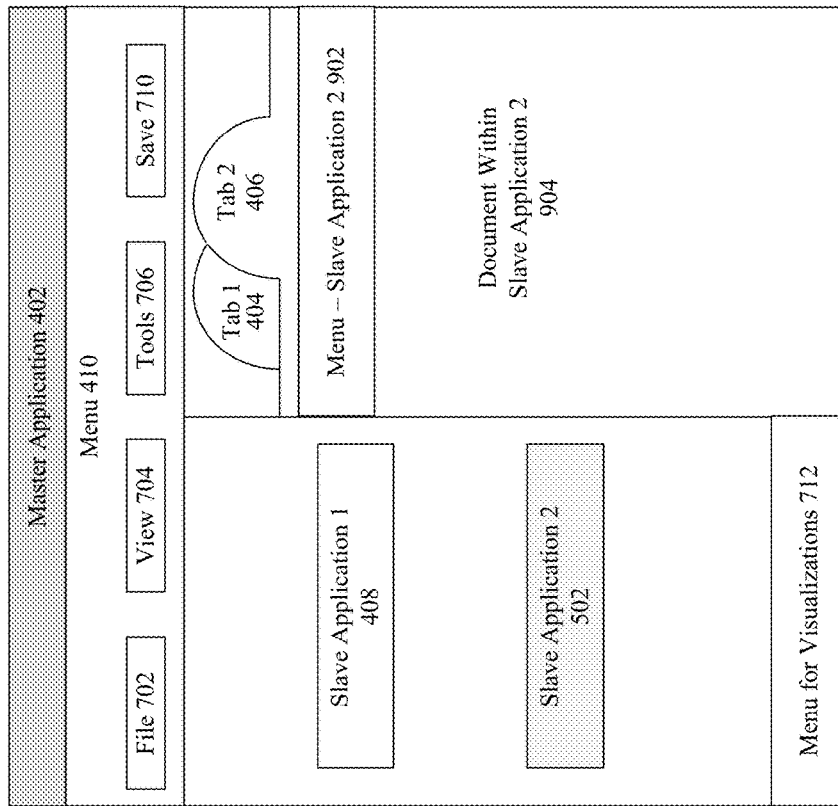 Master Application 402
Menu 410
File 702
View 704
Tools 706
Save 710
Slave Application 1
408
Slave Application 2
502
Menu for Visualizations 712
Tab 1
404
Tab 2
406
Menu – Slave Application 2 902
Document Within
Slave Application 2
904